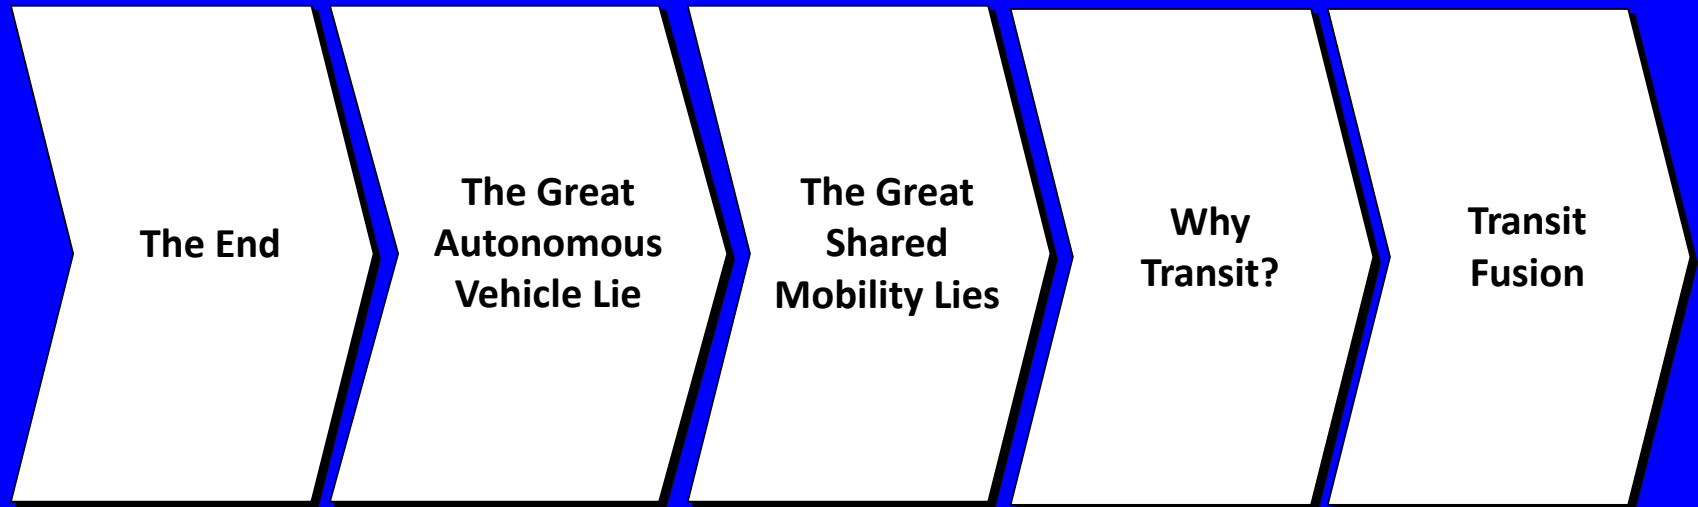 The End
The Great
Autonomous
Vehicle Lie
The Great
Shared
Mobility Lies
Why
Transit?
Transit
Fusion